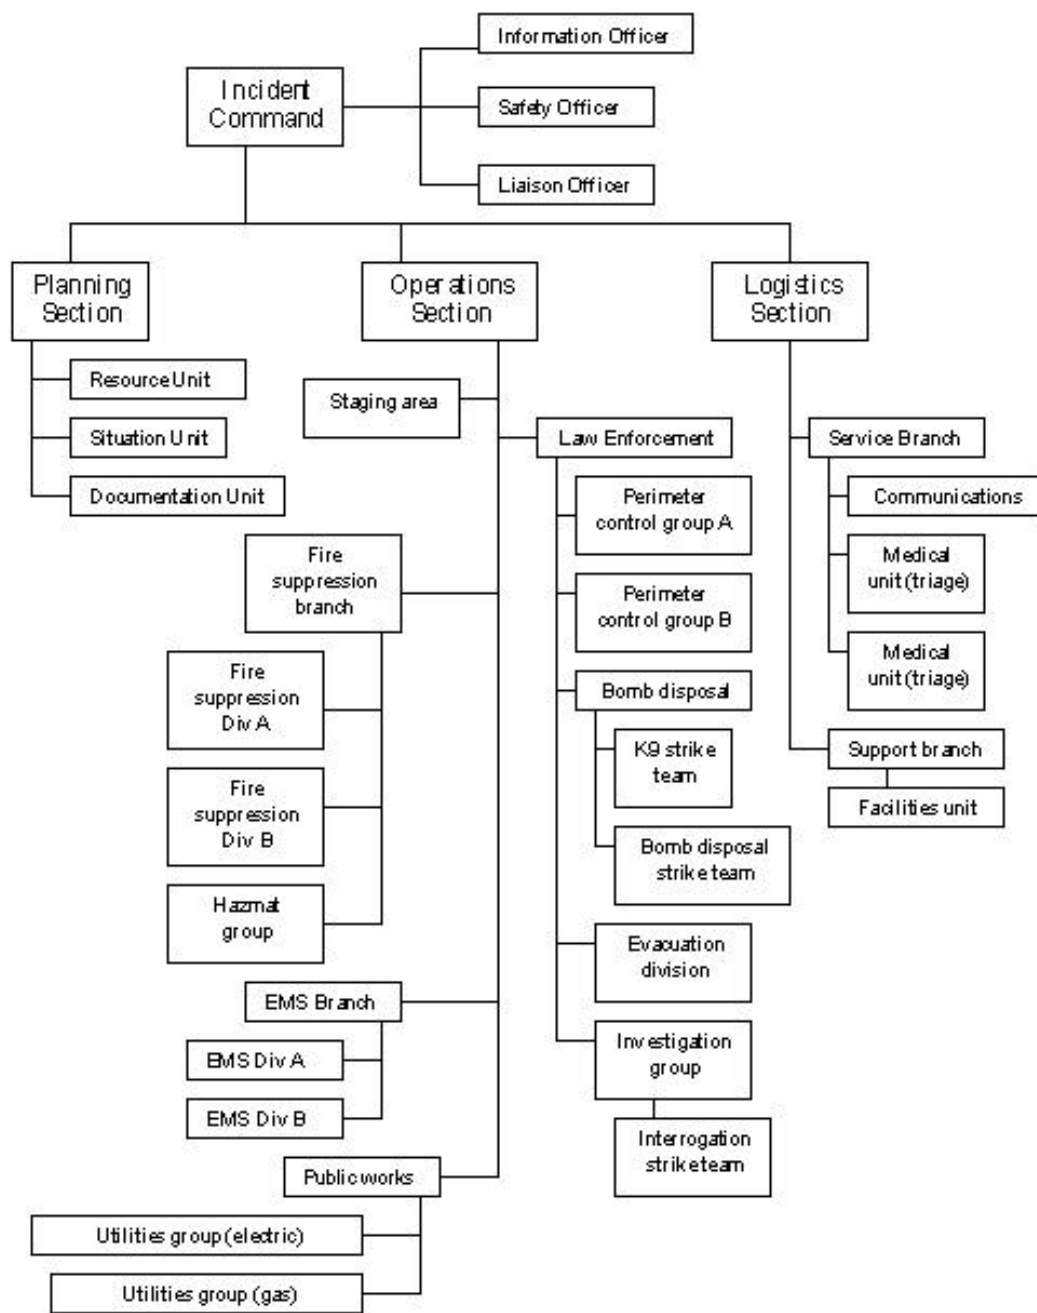 Information Officer
Incident
Command
Safety Officer
Liaison Officer
Planning
Section
Operations
Section
Logistics
Section
Resource Unit
Situation Unit
Documentation Unit
Staging area
Law Enforcement
Perimeter
control group A
Perimeter
control group B
Bomb disposal
K9 strike
team
Bomb disposal
strike team
Evacuation
division
Investigation
group
Interrogation
strike team
Fire
suppression
branch
Fire
suppression
Div A
Fire
suppression
Div B
Hazmat
group
EMS Branch
EMS Div A
EMS Div B
Public works
Utilities group (electric)
Utilities group (gas)
Service Branch
Communications
Medical
unit (triage)
Medical
unit (triage)
Support branch
Facilities unit